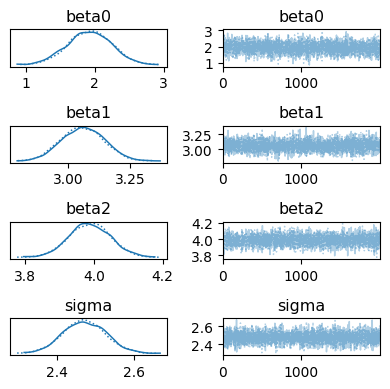 beta0 beta0
3
2
1
1 2 3 0 1000
beta1 beta1
3.25
3.00
3.00 3.25 0 1000
beta2 beta2
4.2
4.0
3.8
3.8 4.0 4.2 0 1000
sigma sigma
2.6
2.4
2.4 2.6 0 1000